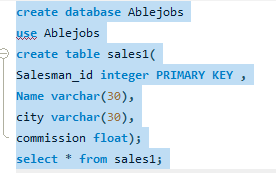 create database Ablejobs
use Ablejobs
create table sales1(
Salesman_id integer PRIMARY KEY ,
Name varchar(30),
city varchar(30),
commission float);
select * from sales1;